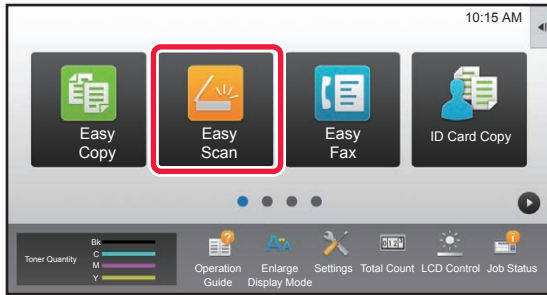 10:15 AM
Easy
Copy
Easy
Scan
Easy
Fax
ID Card Copy
Toner Quantity
Bk
C
M
Y
Operation
Guide
Enlarge
Display Mode
Settings
Total Count
LCD Control
Job Status